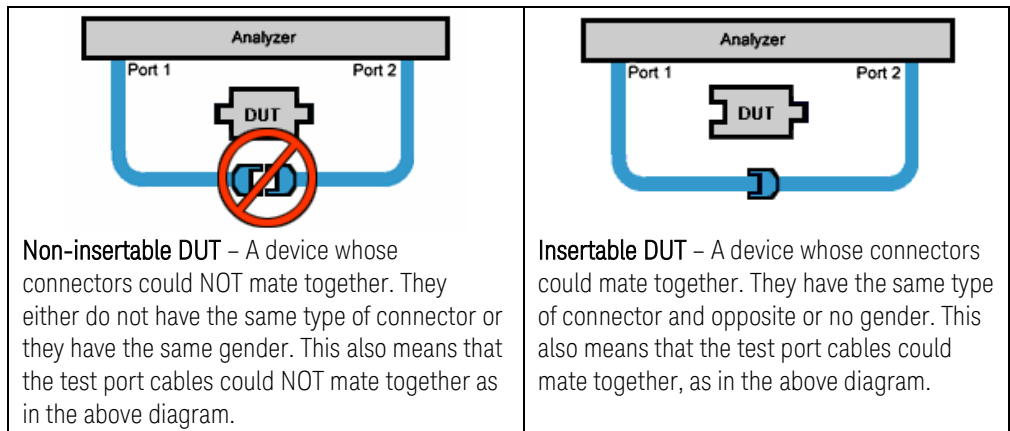 Analyzer
Port 1
Port 2
DUT
Non-insertable DUT – A device whose
connectors could NOT mate together. They
either do not have the same type of connector or
they have the same gender. This also means that
the test port cables could NOT mate together as
in the above diagram.
Analyzer
Port 1
Port 2
DUT
Insertable DUT – A device whose connectors
could mate together. They have the same type
of connector and opposite or no gender. This
also means that the test port cables could
mate together, as in the above diagram.